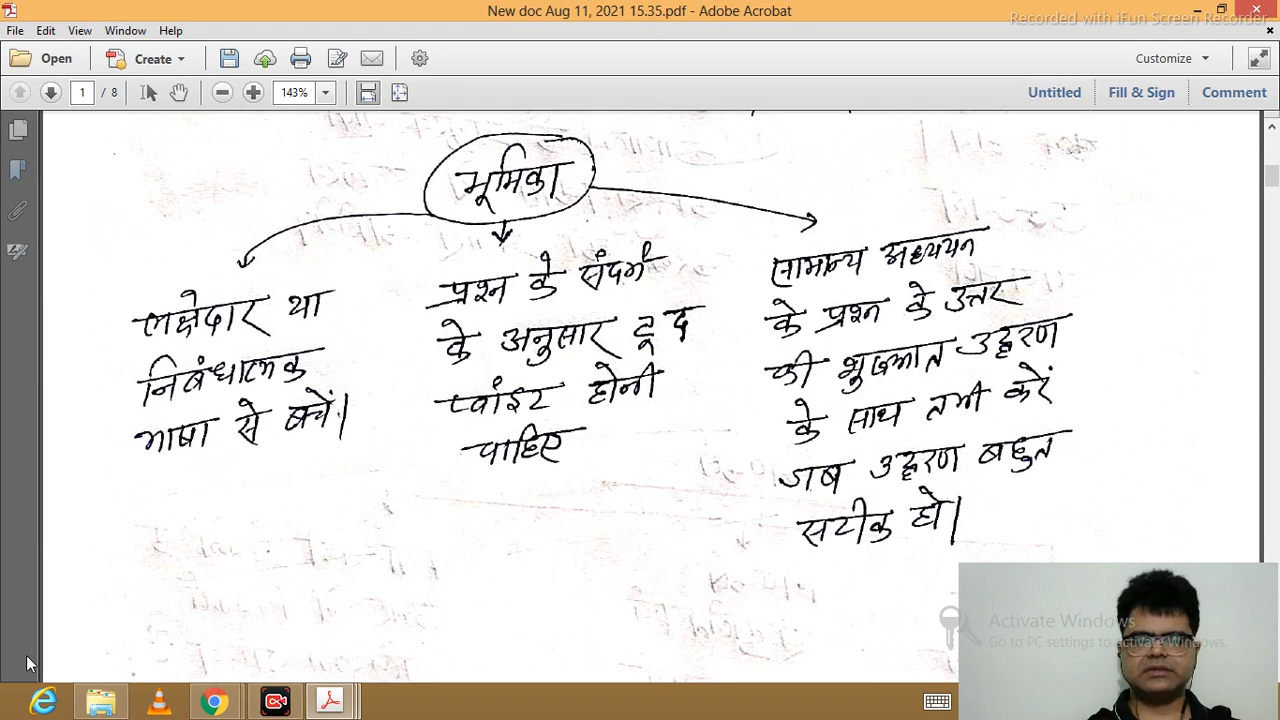 New doc Aug 11, 2021 15.35.pdf - Adobe Acrobat
Recorded with iFun Screen Recorder
File Edit View Window Help
Open Create Customize
1 / 8 143% Untitled Fill & Sign Comment
भूमिका
लक्षेदार या
निबंधात्मक
भाषा से बचें।
प्रश्न के संदर्भ
के अनुसार टू द
प्वांइट होनी
चाहिए
सामान्य अध्ययन
के प्रश्न के उत्तर
की शुरुआत उद्धरण
के साथ तभी करें
जब उद्धरण बहुत
सटीक हो।
Activate Windows
Go to PC settings to activate Windows.